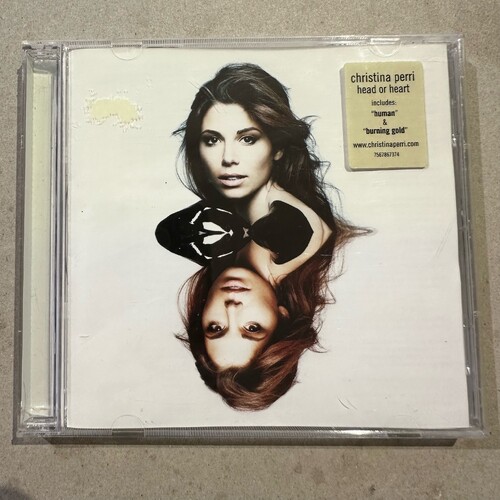 christina perri
head or heart
includes:
"human"
&
"burning gold"
www.christinaperri.com
7567867374